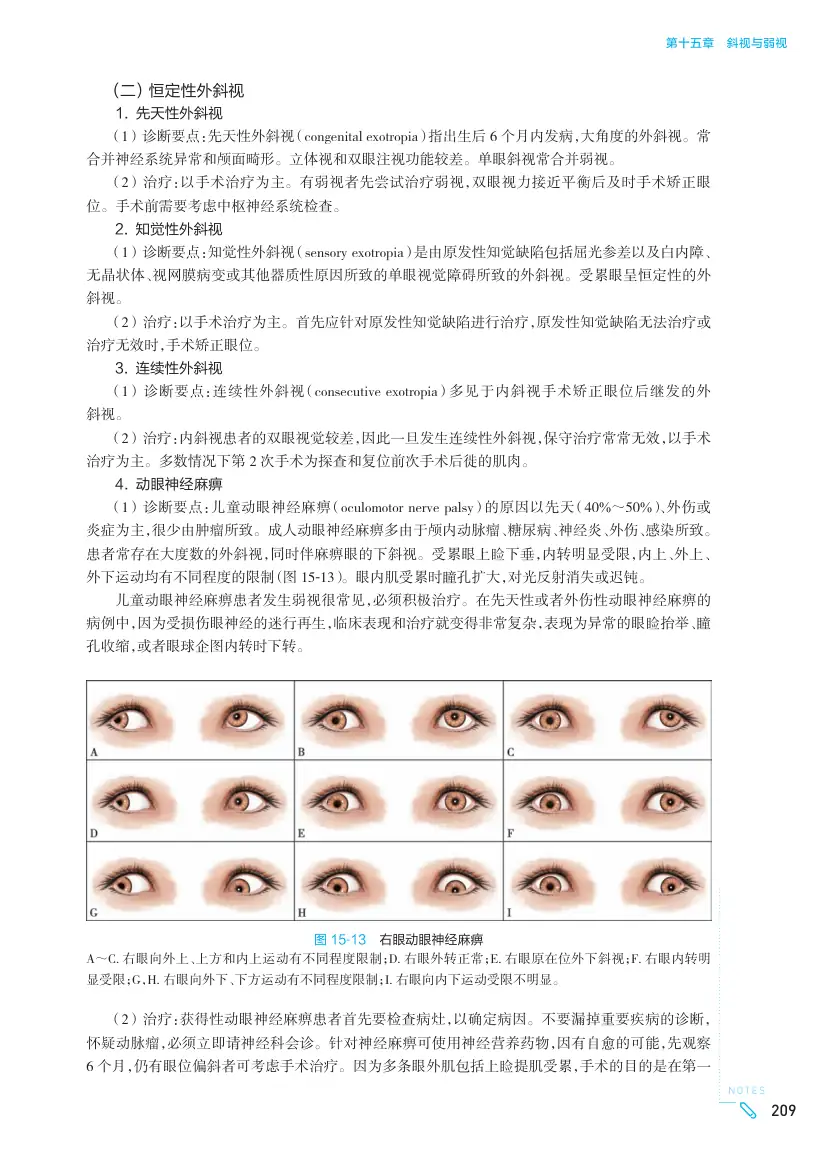 第十五章 斜视与弱视
（二）恒定性外斜视
1. 先天性外斜视
（1）诊断要点：先天性外斜视（congenital exotropia）指出生后 6 个月内发病，大角度的外斜视。常
合并神经系统异常和颅面畸形。立体视和双眼注视功能较差。单眼斜视常合并弱视。
（2）治疗：以手术治疗为主。有弱视者先尝试治疗弱视，双眼视力接近平衡后及时手术矫正眼
位。手术前需要考虑中枢神经系统检查。
2. 知觉性外斜视
（1）诊断要点：知觉性外斜视（sensory exotropia）是由原发性知觉缺陷包括屈光参差以及白内障、
无晶状体、视网膜病变或其他器质性原因所致的单眼视觉障碍所致的外斜视。受累眼呈恒定性的外
斜视。
（2）治疗：以手术治疗为主。首先应针对原发性知觉缺陷进行治疗，原发性知觉缺陷无法治疗或
治疗无效时，手术矫正眼位。
3. 连续性外斜视
（1）诊断要点：连续性外斜视（consecutive exotropia）多见于内斜视手术矫正眼位后继发的外
斜视。
（2）治疗：内斜视患者的双眼视觉较差，因此一旦发生连续性外斜视，保守治疗常常无效，以手术
治疗为主。多数情况下第 2 次手术为探查和复位前次手术后徙的肌肉。
4. 动眼神经麻痹
（1）诊断要点：儿童动眼神经麻痹（oculomotor nerve palsy）的原因以先天（40%～50%）、外伤或
炎症为主，很少由肿瘤所致。成人动眼神经麻痹多由于颅内动脉瘤、糖尿病、神经炎、外伤、感染所致。
患者常存在大度数的外斜视，同时伴麻痹眼的下斜视。受累眼上睑下垂，内转明显受限，内上、外上、
外下运动均有不同程度的限制（图 15-13）。眼内肌受累时瞳孔扩大，对光反射消失或迟钝。
儿童动眼神经麻痹患者发生弱视很常见，必须积极治疗。在先天性或者外伤性动眼神经麻痹的
病例中，因为受损伤眼神经的迷行再生，临床表现和治疗就变得非常复杂，表现为异常的眼睑抬举、瞳
孔收缩，或者眼球企图内转时下转。
A
B
C
D
E
F
G
H
I
图 15-13 右眼动眼神经麻痹
A～C. 右眼向外上、上方和内上运动有不同程度限制；D. 右眼外转正常；E. 右眼原在位外下斜视；F. 右眼内转明
显受限；G，H. 右眼向外下、下方运动有不同程度限制；I. 右眼向内下运动受限不明显。
（2）治疗：获得性动眼神经麻痹患者首先要检查病灶，以确定病因。不要漏掉重要疾病的诊断，
怀疑动脉瘤，必须立即请神经科会诊。针对神经麻痹可使用神经营养药物，因有自愈的可能，先观察
6 个月，仍有眼位偏斜者可考虑手术治疗。因为多条眼外肌包括上睑提肌受累，手术的目的是在第一
NOTES
209